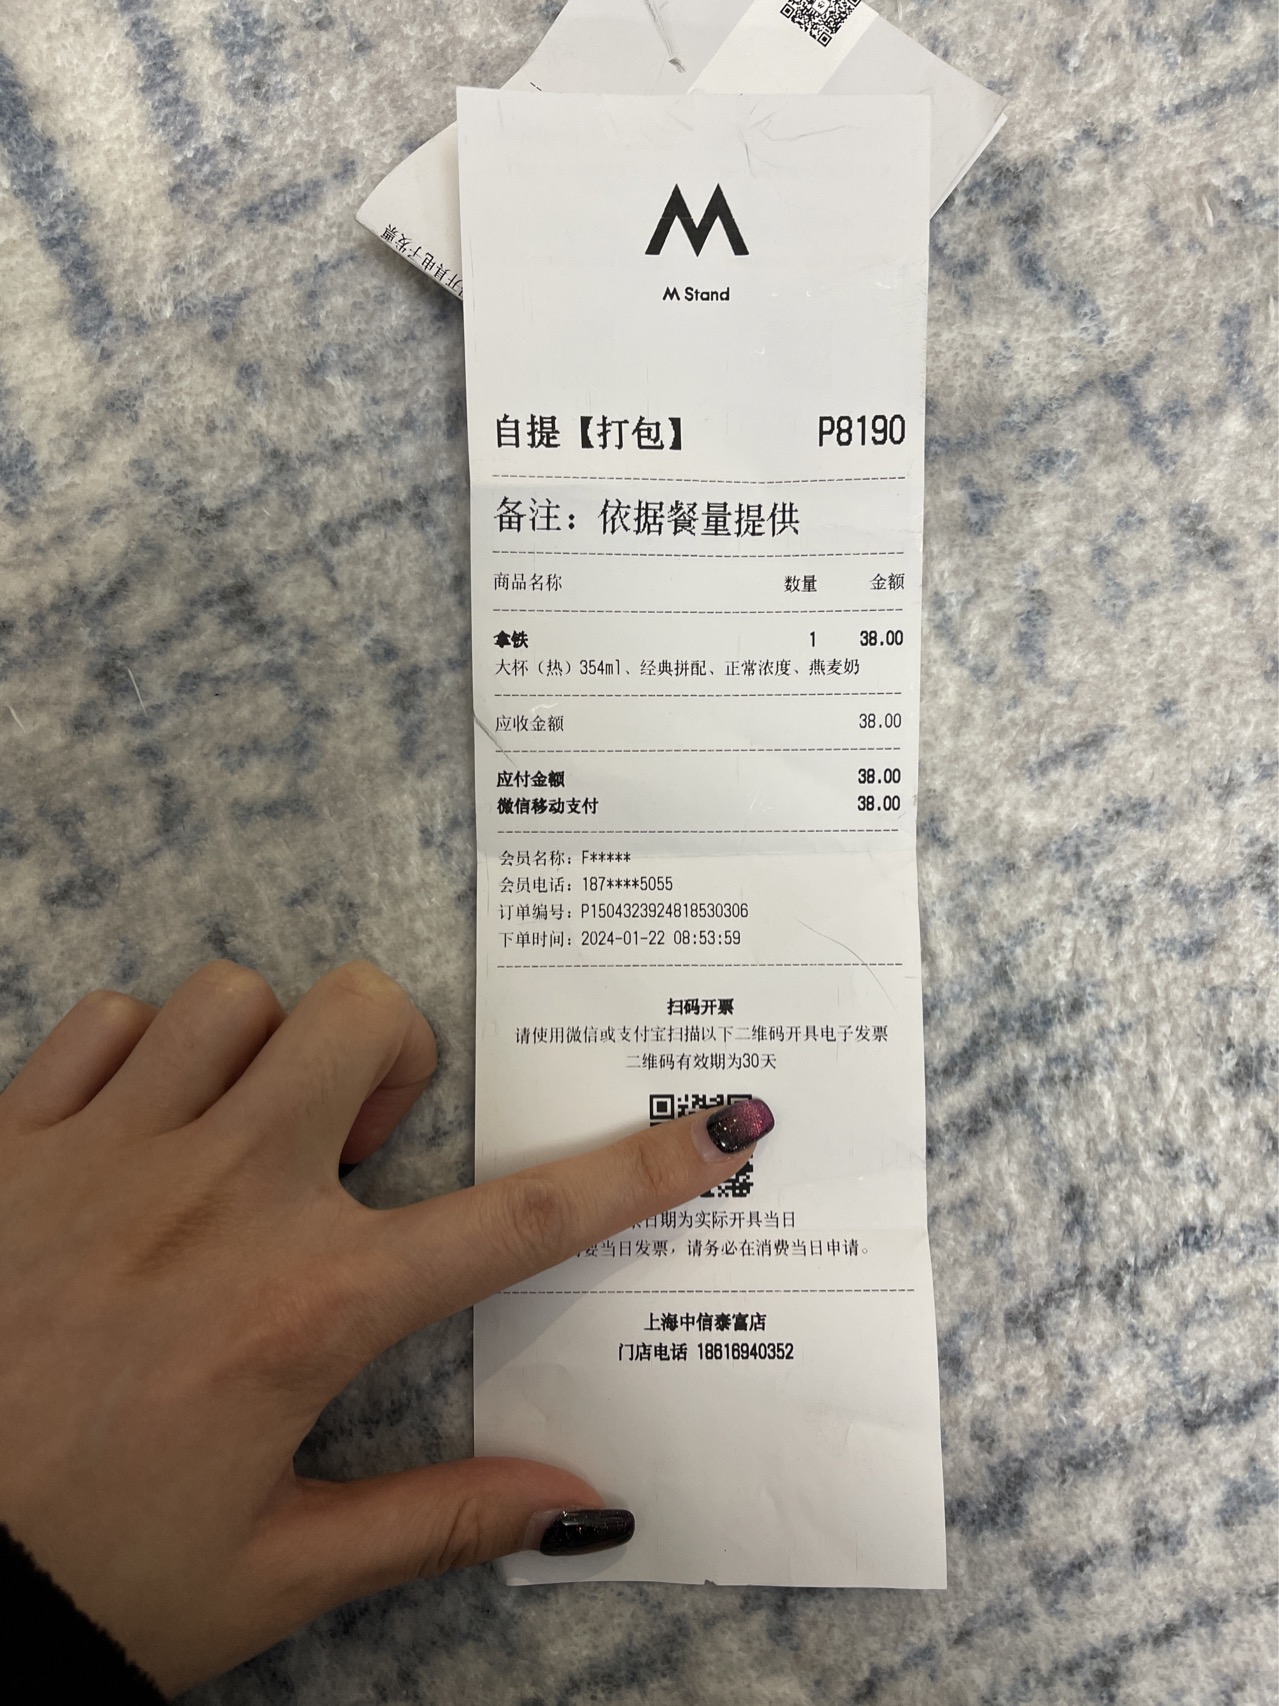 开具电子发票
M Stand
自提【打包】 P8190
备注：依据餐量提供
商品名称 数量 金额
拿铁 1 38.00
大杯（热）354ml、经典拼配、正常浓度、燕麦奶
应收金额 38.00
应付金额 38.00
微信移动支付 38.00
会员名称：F*****
会员电话：187****5055
订单编号：P1504323924818530306
下单时间：2024-01-22 08:53:59
扫码开票
请使用微信或支付宝扫描以下二维码开具电子发票
二维码有效期为30天
日期为实际开具当日
要当日发票，请务必在消费当日申请。
上海中信泰富店
门店电话 18616940352